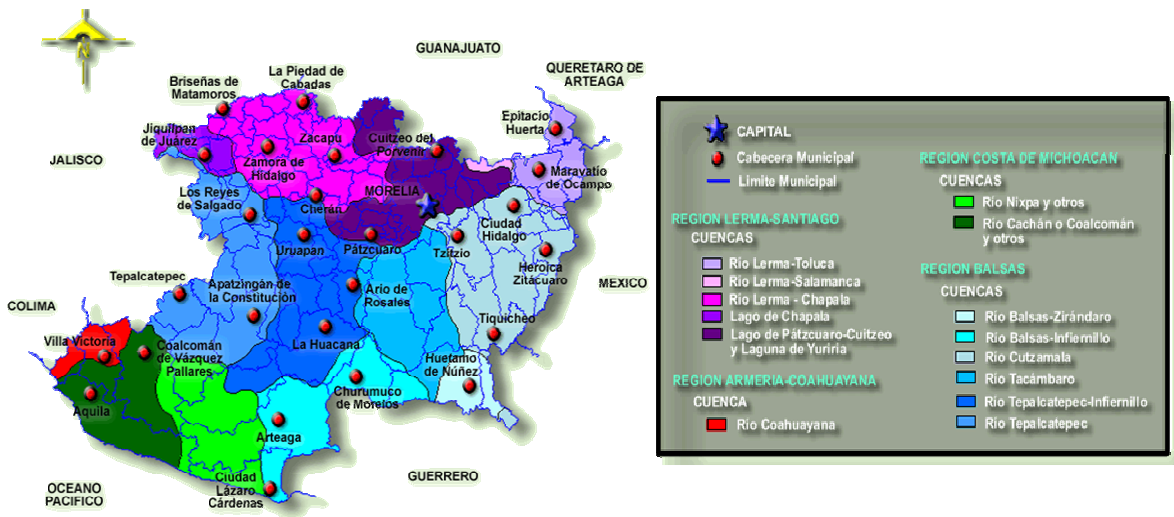 GUANAJUATO
QUERETARO DE
ARTEAGA
La Piedad de
Cabadas
Briseñas de
Matamoros
Epitacio
Huerta
Jiquilpan
de Juárez
Zacapu
Cuitzeo del
Porvenir
JALISCO
Zamora de
Hidalgo
Maravatío
de Ocampo
Los Reyes
de Salgado
MORELIA
Cherán
Ciudad
Hidalgo
Uruapan
Pátzcuaro
Tzitzio
Heroica
Zitácuaro
Tepalcatepec
Apatzingán de
la Constitución
Ario de
Rosales
MEXICO
COLIMA
Villa Victoria
Coalcomán
de Vázquez
Pallares
La Huacana
Tiquicheo
Huetamo
de Núñez
Churumuco
de Morelos
Aquila
Arteaga
Ciudad
Lázaro
Cárdenas
GUERRERO
OCEANO
PACIFICO
CAPITAL
Cabecera Municipal
Límite Municipal
REGION LERMA-SANTIAGO
CUENCAS
Río Lerma-Toluca
Río Lerma-Salamanca
Río Lerma - Chapala
Lago de Chapala
Lago de Pátzcuaro-Cuitzeo
y Laguna de Yuriria
REGION ARMERIA-COAHUAYANA
CUENCA
Río Coahuayana
REGION COSTA DE MICHOACAN
CUENCAS
Río Nixpa y otros
Río Cachán o Coalcomán
y otros
REGION BALSAS
CUENCAS
Río Balsas-Zirándaro
Río Balsas-Infiernillo
Río Cutzamala
Río Tacámbaro
Río Tepalcatepec-Infiernillo
Río Tepalcatepec